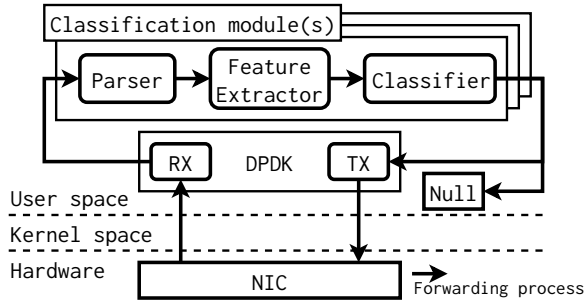 Classification module(s)
Parser
Feature
Extractor
Classifier
RX
DPDK
TX
Null
User space
Kernel space
Hardware
NIC
Forwarding process